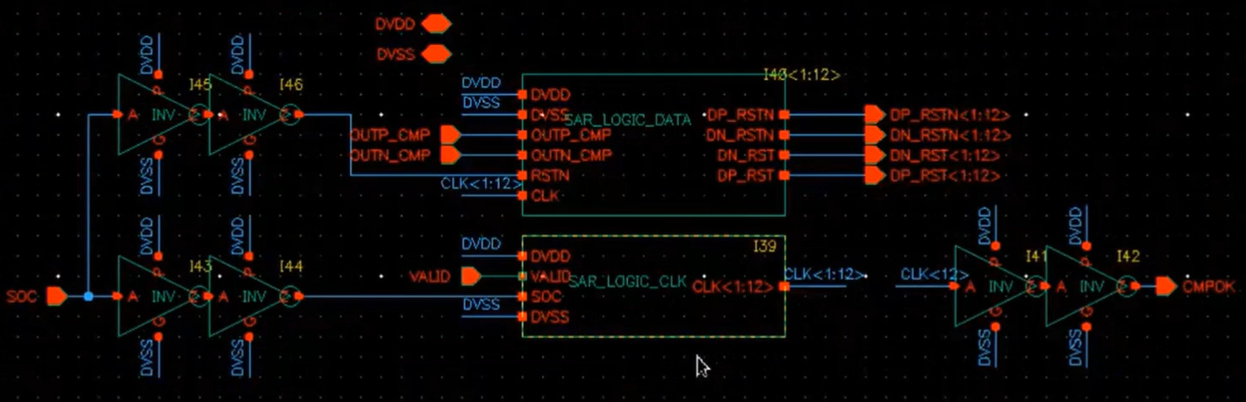 DVDD
DVSS
DVDD
DVDD
I45
I46
P
P
A
INV
Z
A
INV
Z
G
G
DVSS
DVSS
I40<1:12>
SAR_LOGIC_DATA
DVDD
DVSS
DVDD
DVSS
OUTP_CMP
OUTN_CMP
OUTP_CMP
OUTN_CMP
RSTN
CLK<1:12>
CLK
DP_RSTN
DN_RSTN
DN_RST
DP_RST
DP_RSTN<1:12>
DN_RSTN<1:12>
DN_RST<1:12>
DP_RST<1:12>
DVDD
DVDD
I43
I44
P
P
SOC
A
INV
Z
A
INV
Z
G
G
DVSS
DVSS
I39
SAR_LOGIC_CLK
DVDD
VALID
DVSS
DVDD
VALID
SOC
DVSS
CLK<1:12>
CLK<1:12>
CLK<12>
DVDD
DVDD
I41
I42
P
P
A
INV
Z
A
INV
Z
G
G
DVSS
DVSS
CMPOK